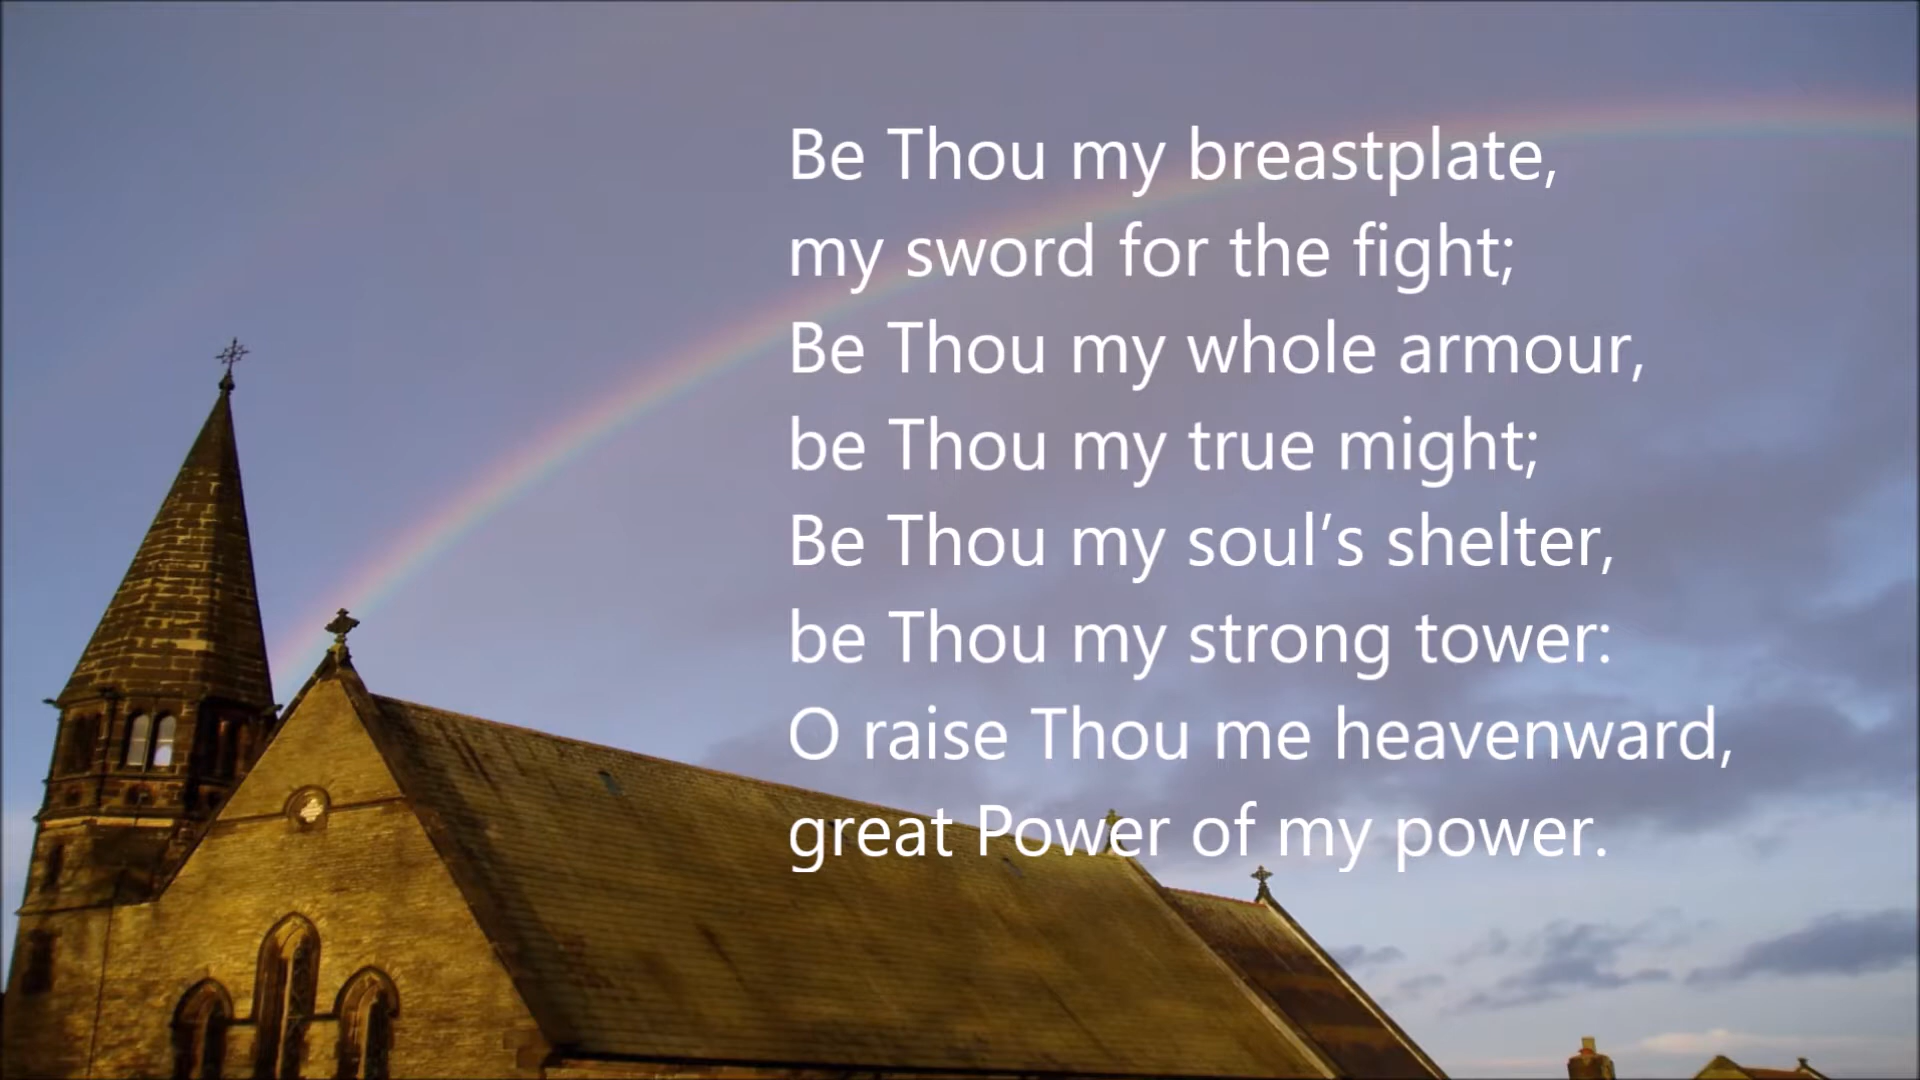 Be Thou my breastplate,
my sword for the fight;
Be Thou my whole armour,
be Thou my true might;
Be Thou my soul’s shelter,
be Thou my strong tower:
O raise Thou me heavenward,
great Power of my power.